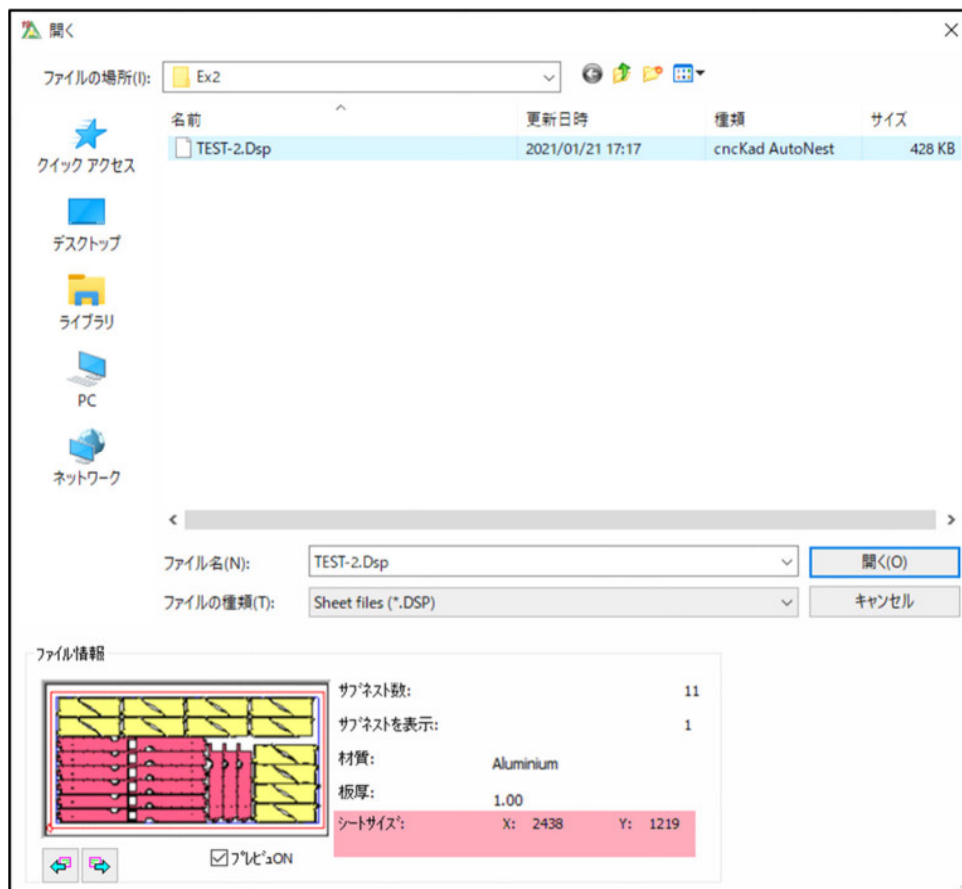 開く
ファイルの場所(I): Ex2
名前 更新日時 種類 サイズ
TEST-2.Dsp 2021/01/21 17:17 cncKad AutoNest 428 KB
クイック アクセス
デスクトップ
ライブラリ
PC
ネットワーク
ファイル名(N): TEST-2.Dsp 開く(O)
ファイルの種類(T): Sheet files (*.DSP) キャンセル
ファイル情報
サブネスト数: 11
サブネストを表示: 1
材質: Aluminium
板厚: 1.00
シートサイズ: X: 2438 Y: 1219
プレビュON